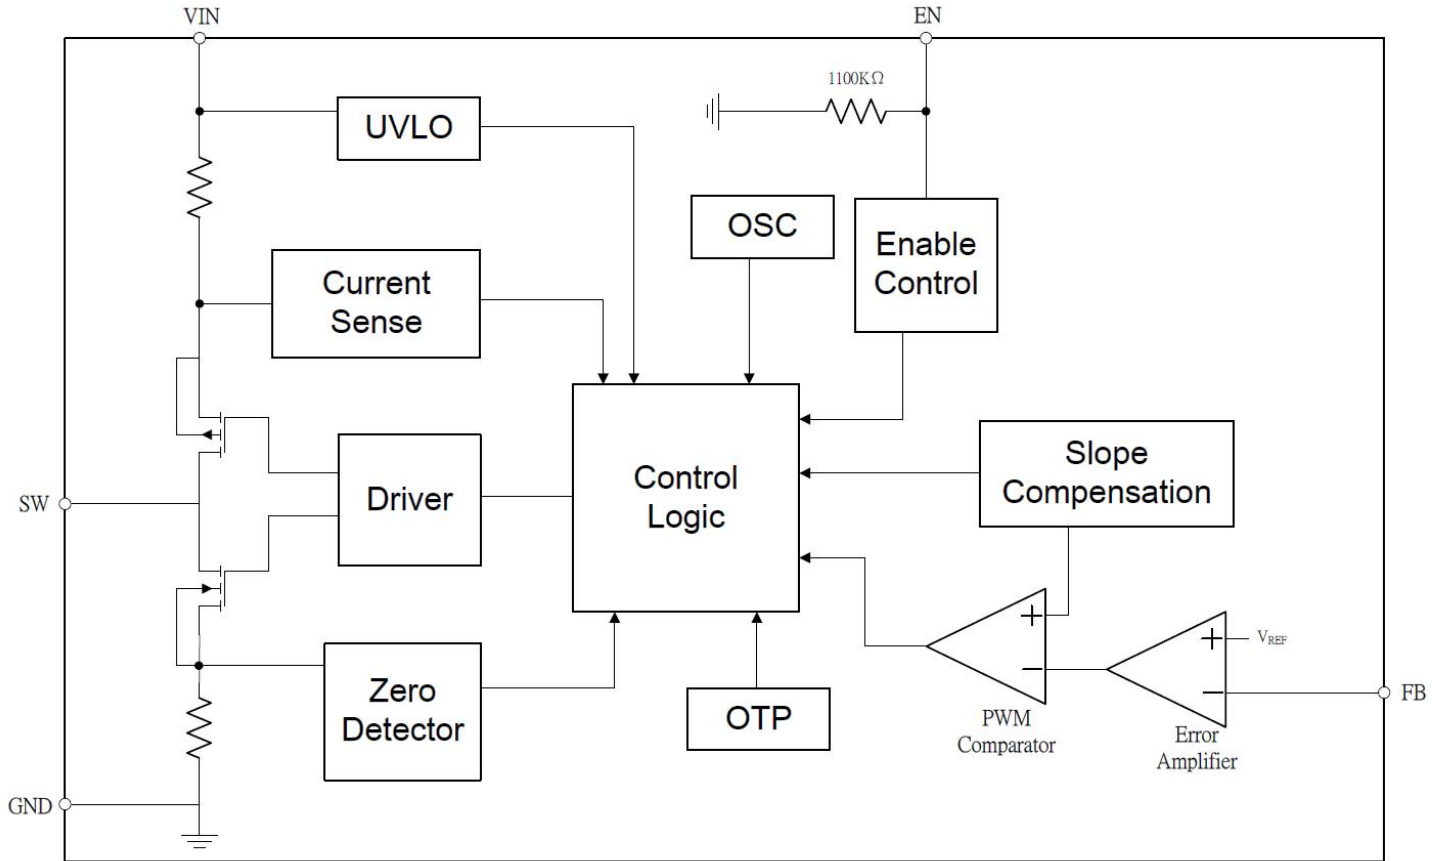 VIN
EN
1100KΩ
UVLO
OSC
Enable
Control
Current
Sense
Slope
Compensation
SW
Driver
Control
Logic
+
+
VREF
−
−
FB
Zero
Detector
OTP
PWM
Comparator
Error
Amplifier
GND